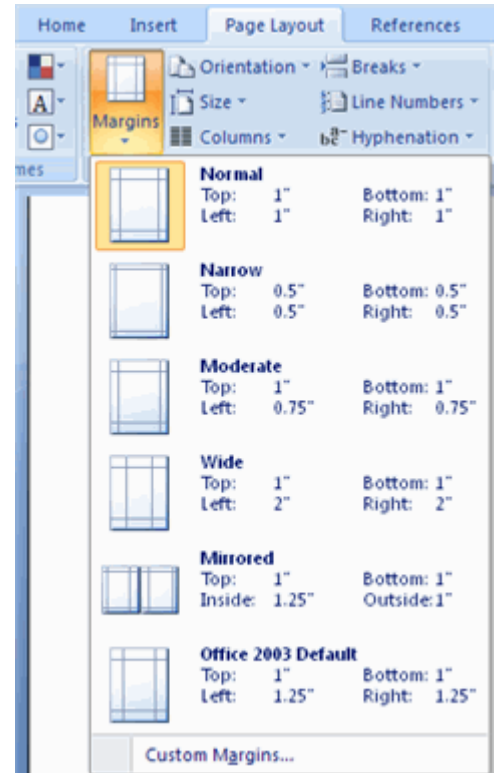 Home Insert Page Layout References
Orientation Breaks
A Size Line Numbers
Margins
Columns Hyphenation
mes
Normal
Top: 1" Bottom: 1"
Left: 1" Right: 1"
Narrow
Top: 0.5" Bottom: 0.5"
Left: 0.5" Right: 0.5"
Moderate
Top: 1" Bottom: 1"
Left: 0.75" Right: 0.75"
Wide
Top: 1" Bottom: 1"
Left: 2" Right: 2"
Mirrored
Top: 1" Bottom: 1"
Inside: 1.25" Outside: 1"
Office 2003 Default
Top: 1" Bottom: 1"
Left: 1.25" Right: 1.25"
Custom Margins...